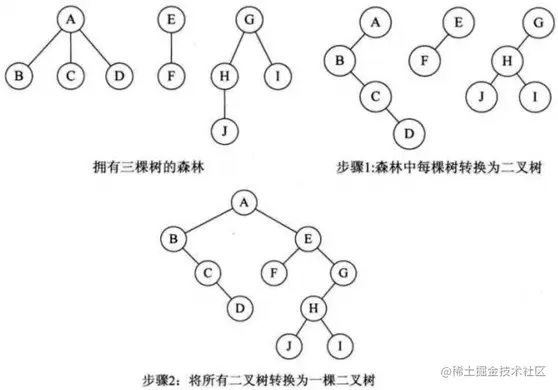 A E G A E G
B C D F H I B F H
J C J I
D
拥有三棵树的森林
步骤1:森林中每棵树转换为二叉树
A
B E
C F G
D H
J I
步骤2：将所有二叉树转换为一棵二叉树
@稀土掘金技术社区